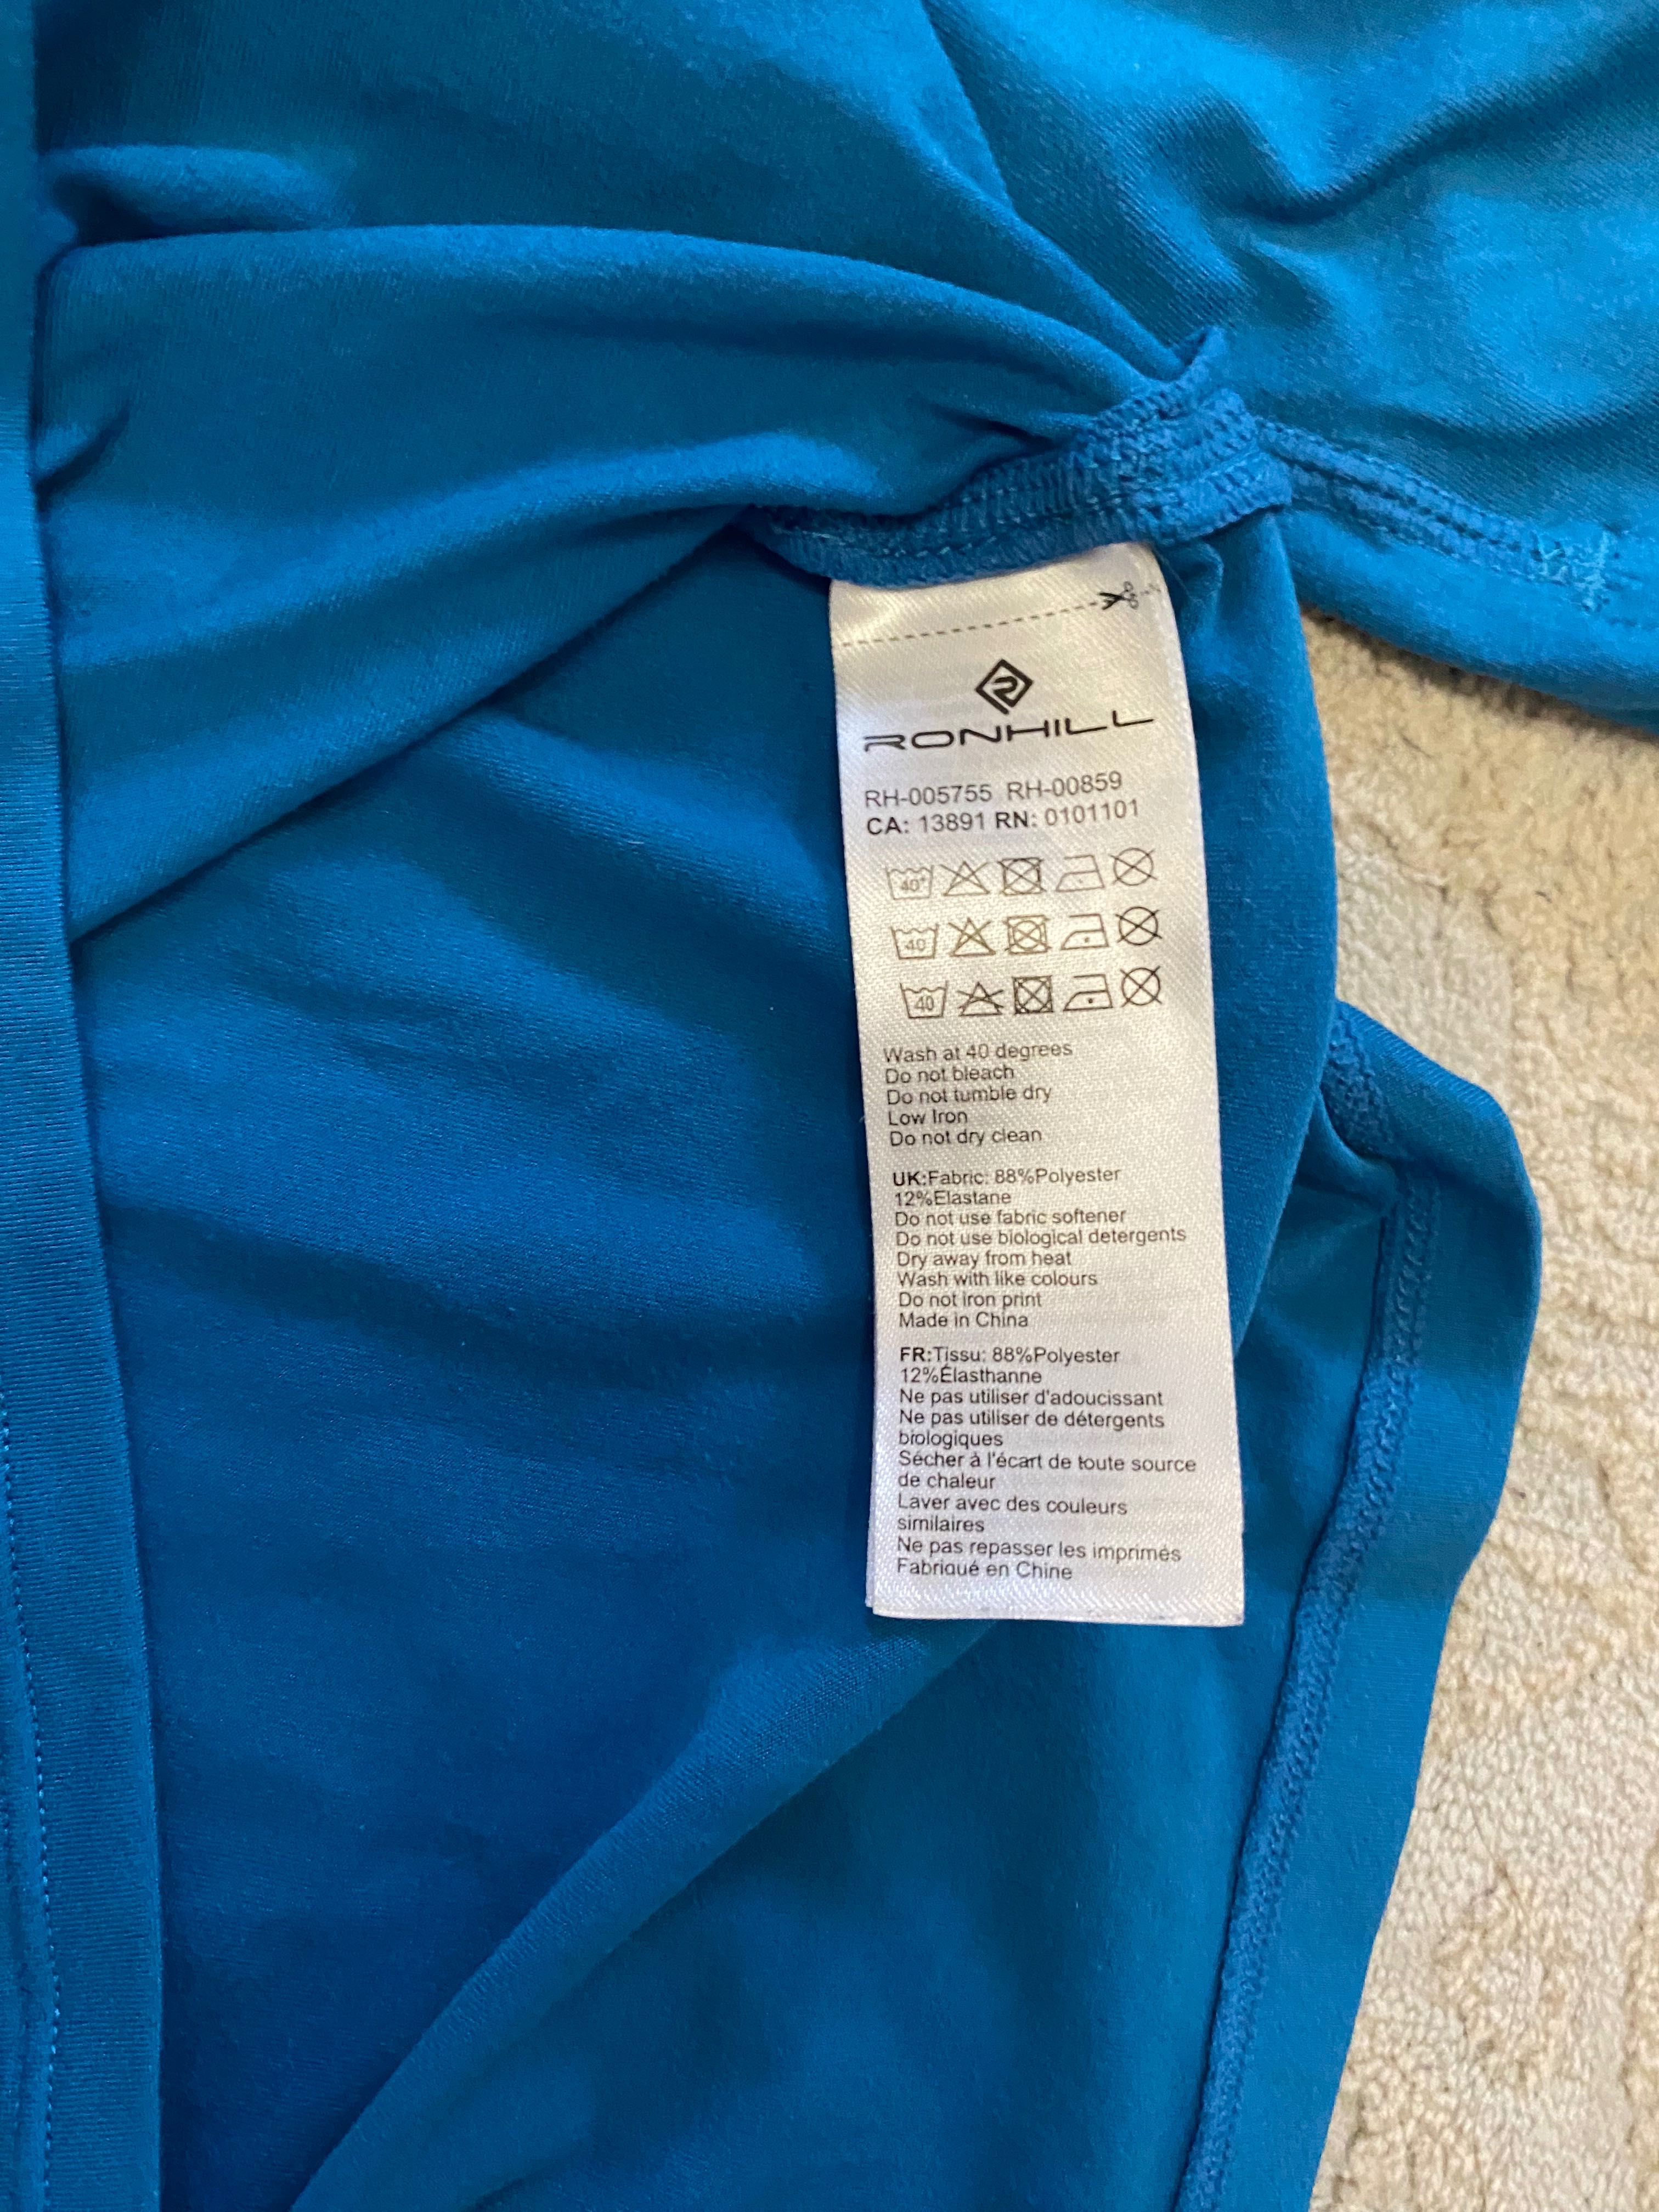 RONHILL
RH-005755 RH-00859
CA: 13891 RN: 0101101
40°
40
40
Wash at 40 degrees
Do not bleach
Do not tumble dry
Low Iron
Do not dry clean
UK:Fabric: 88%Polyester
12%Elastane
Do not use fabric softener
Do not use biological detergents
Dry away from heat
Wash with like colours
Do not iron print
Made in China
FR:Tissu: 88%Polyester
12%Élasthanne
Ne pas utiliser d'adoucissant
Ne pas utiliser de détergents
biologiques
Sécher à l'écart de toute source
de chaleur
Laver avec des couleurs
similaires
Ne pas repasser les imprimés
Fabriqué en Chine